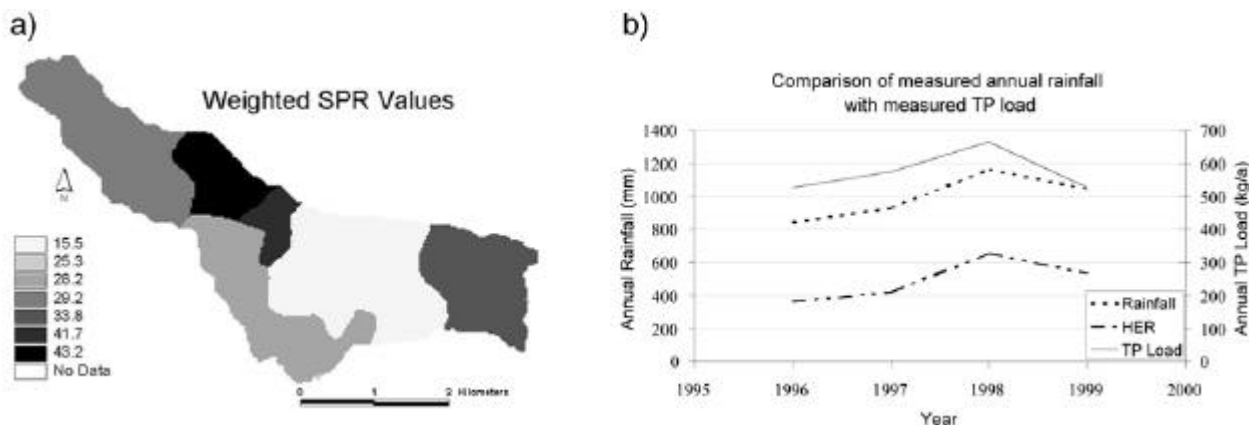 a)
Weighted SPR Values
N
15.5
25.3
26.2
29.2
33.8
41.7
43.2
No Data
0 1 2 Kilometers
b)
Comparison of measured annual rainfall
with measured TP load
Annual Rainfall (mm)
1400
1200
1000
800
600
400
200
0
1995 1996 1997 1998 1999 2000
Year
700
600
500
400
300
200
100
0
Annual TP Load (kg/a)
Rainfall
HER
TP Load